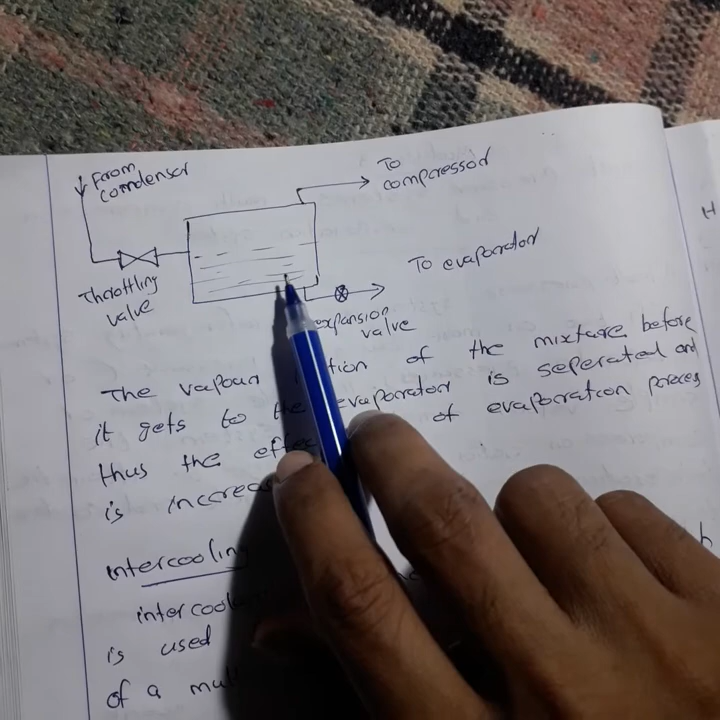 From
condensor
To
compressor
Throttling
valve
To evaporator
expansion
valve
The vapour of the mixture before
it gets to the evaporator is seperated and
thus the of evaporation process
is
Intercooling
is used
of a
H